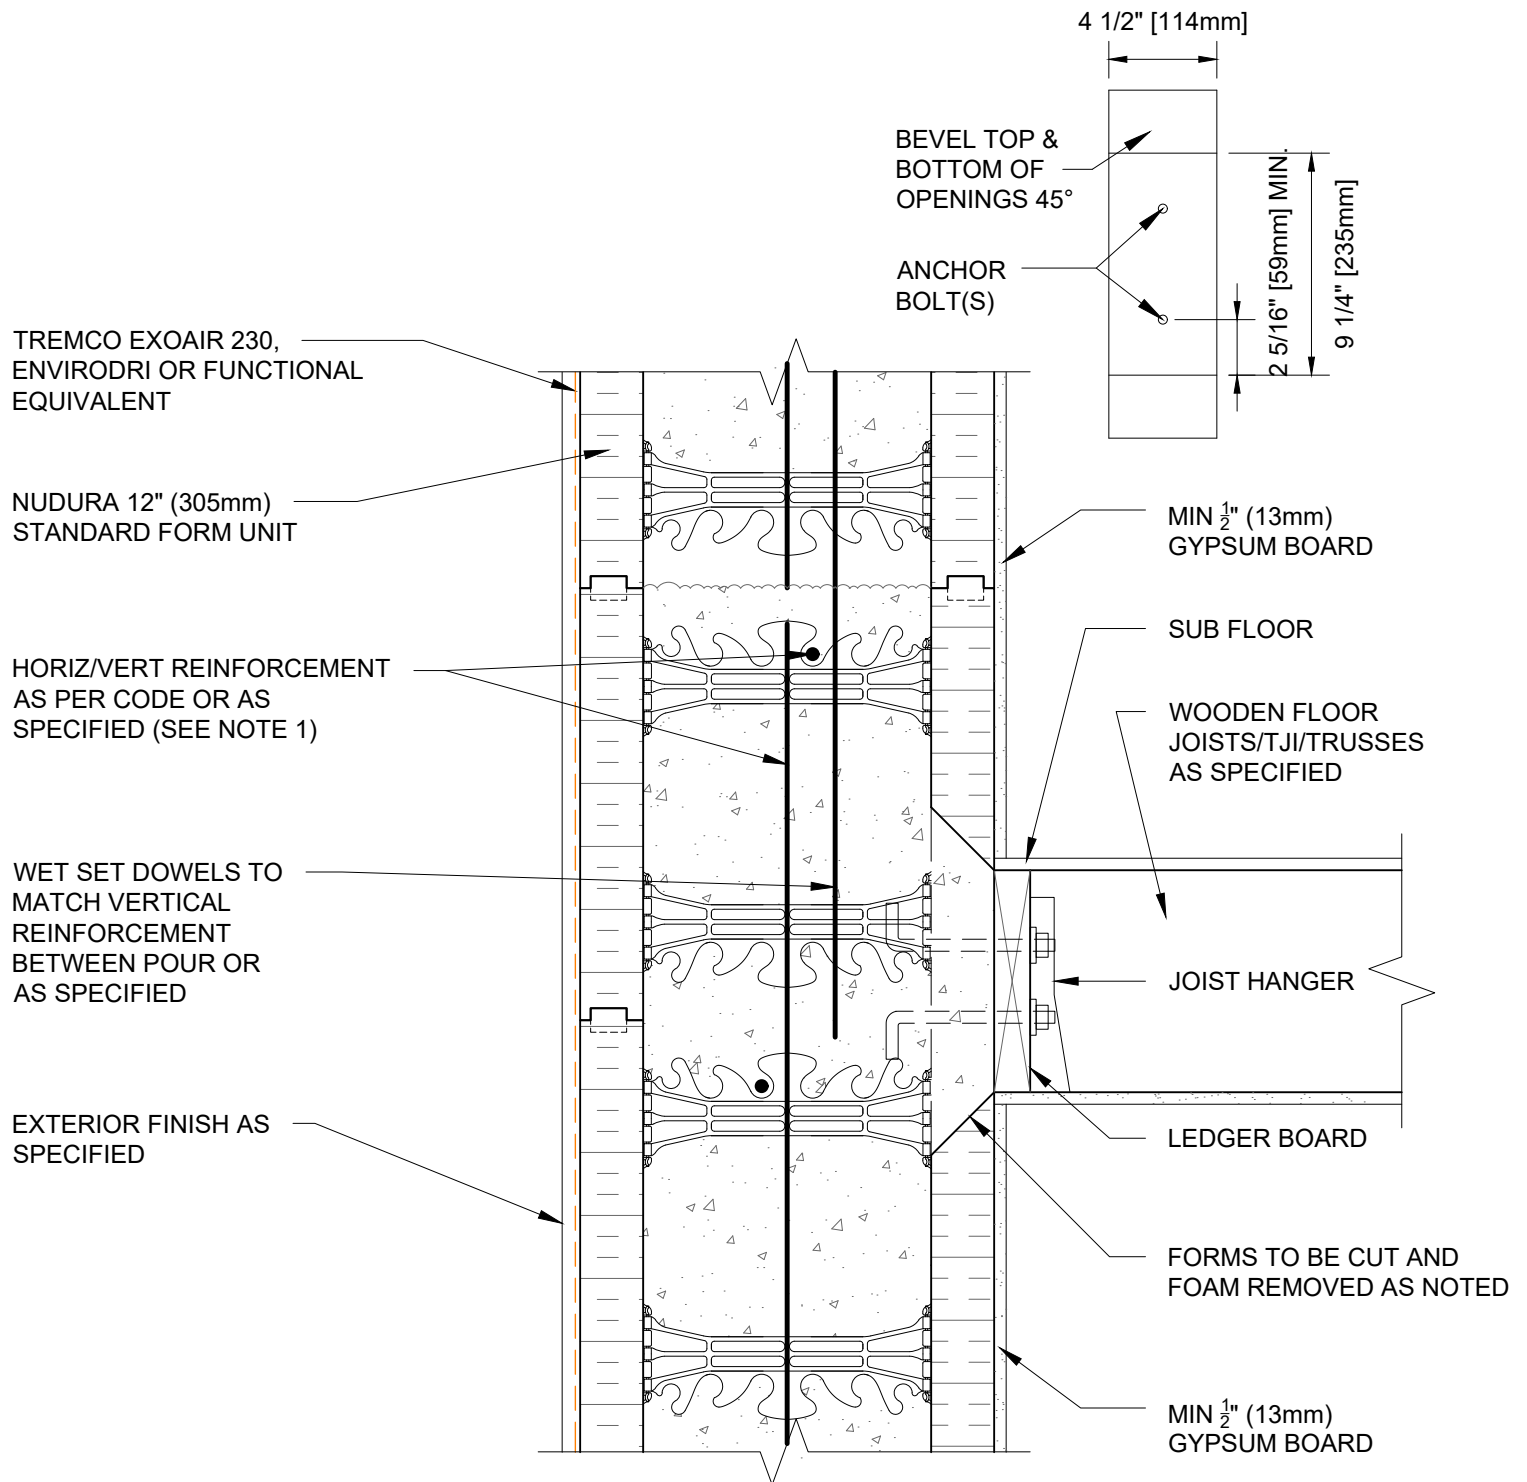 4 1/2" [114mm]
BEVEL TOP &
BOTTOM OF
OPENINGS 45°
ANCHOR
BOLT(S)
2 5/16" [59mm] MIN.
9 1/4" [235mm]
TREMCO EXOAIR 230,
ENVIRODRI OR FUNCTIONAL
EQUIVALENT
NUDURA 12" (305mm)
STANDARD FORM UNIT
HORIZ/VERT REINFORCEMENT
AS PER CODE OR AS
SPECIFIED (SEE NOTE 1)
WET SET DOWELS TO
MATCH VERTICAL
REINFORCEMENT
BETWEEN POUR OR
AS SPECIFIED
EXTERIOR FINISH AS
SPECIFIED
MIN 1/2" (13mm)
GYPSUM BOARD
SUB FLOOR
WOODEN FLOOR
JOISTS/TJI/TRUSSES
AS SPECIFIED
JOIST HANGER
LEDGER BOARD
FORMS TO BE CUT AND
FOAM REMOVED AS NOTED
MIN 1/2" (13mm)
GYPSUM BOARD